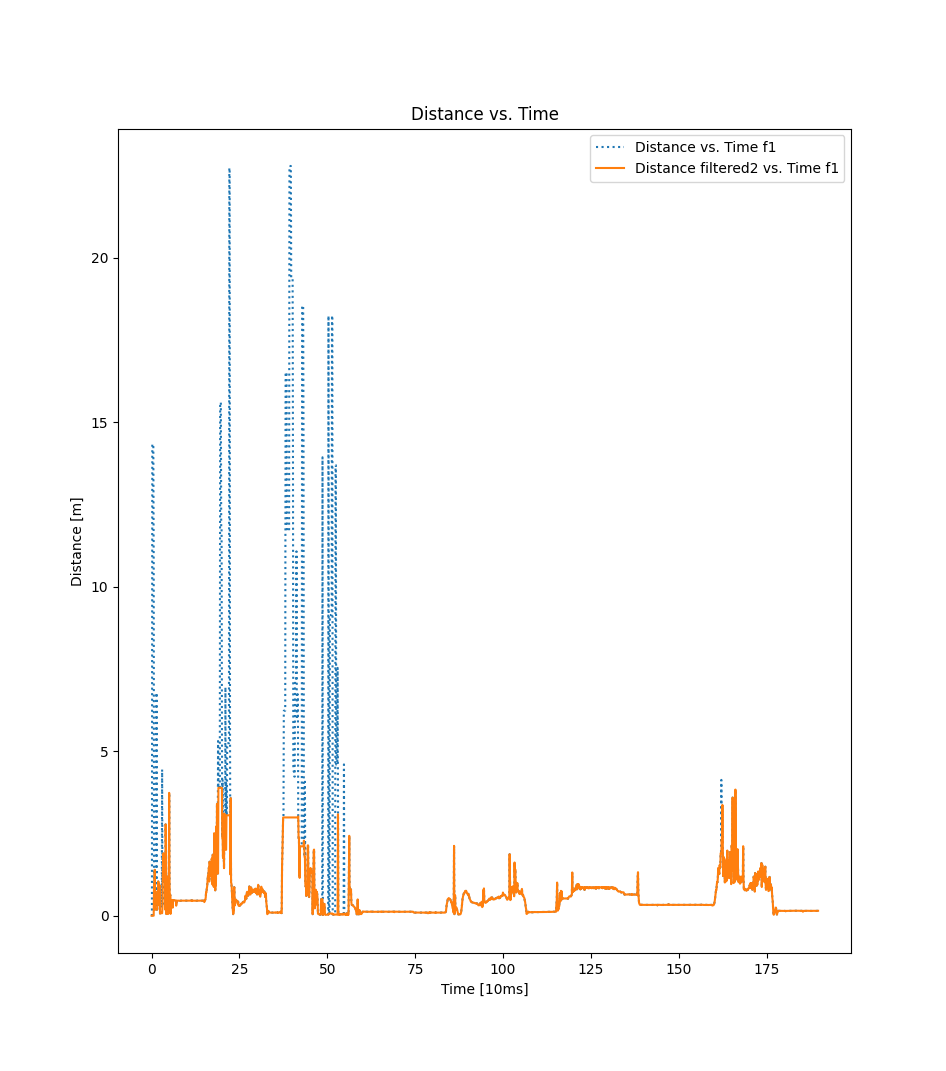 Distance vs. Time
Distance vs. Time f1
Distance filtered2 vs. Time f1
20
15
10
5
0
Distance [m]
0 25 50 75 100 125 150 175
Time [10ms]